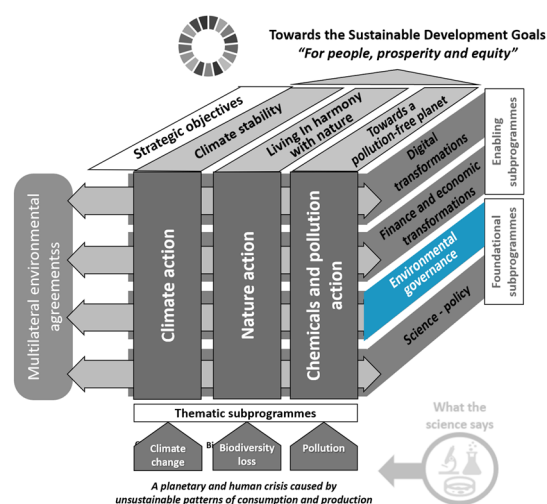 Towards the Sustainable Development Goals
“For people, prosperity and equity”
Strategic objectives
Climate stability
Living In harmony
with nature
Towards a
pollution-free planet
Digital
transformations
Finance and economic
transformations
Environmental
governance
Science - policy
Enabling
subprogrammes
Foundational
subprogrammes
Multilateral environmental
agreementss
Climate action
Nature action
Chemicals and pollution
action
Thematic subprogrammes
Climate
change
Bi
Biodiversity
loss
Pollution
What the
science says
A planetary and human crisis caused by
unsustainable patterns of consumption and production